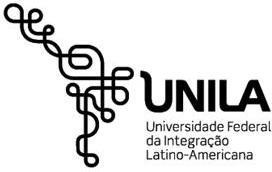 UNILA
Universidade Federal
da Integração
Latino-Americana